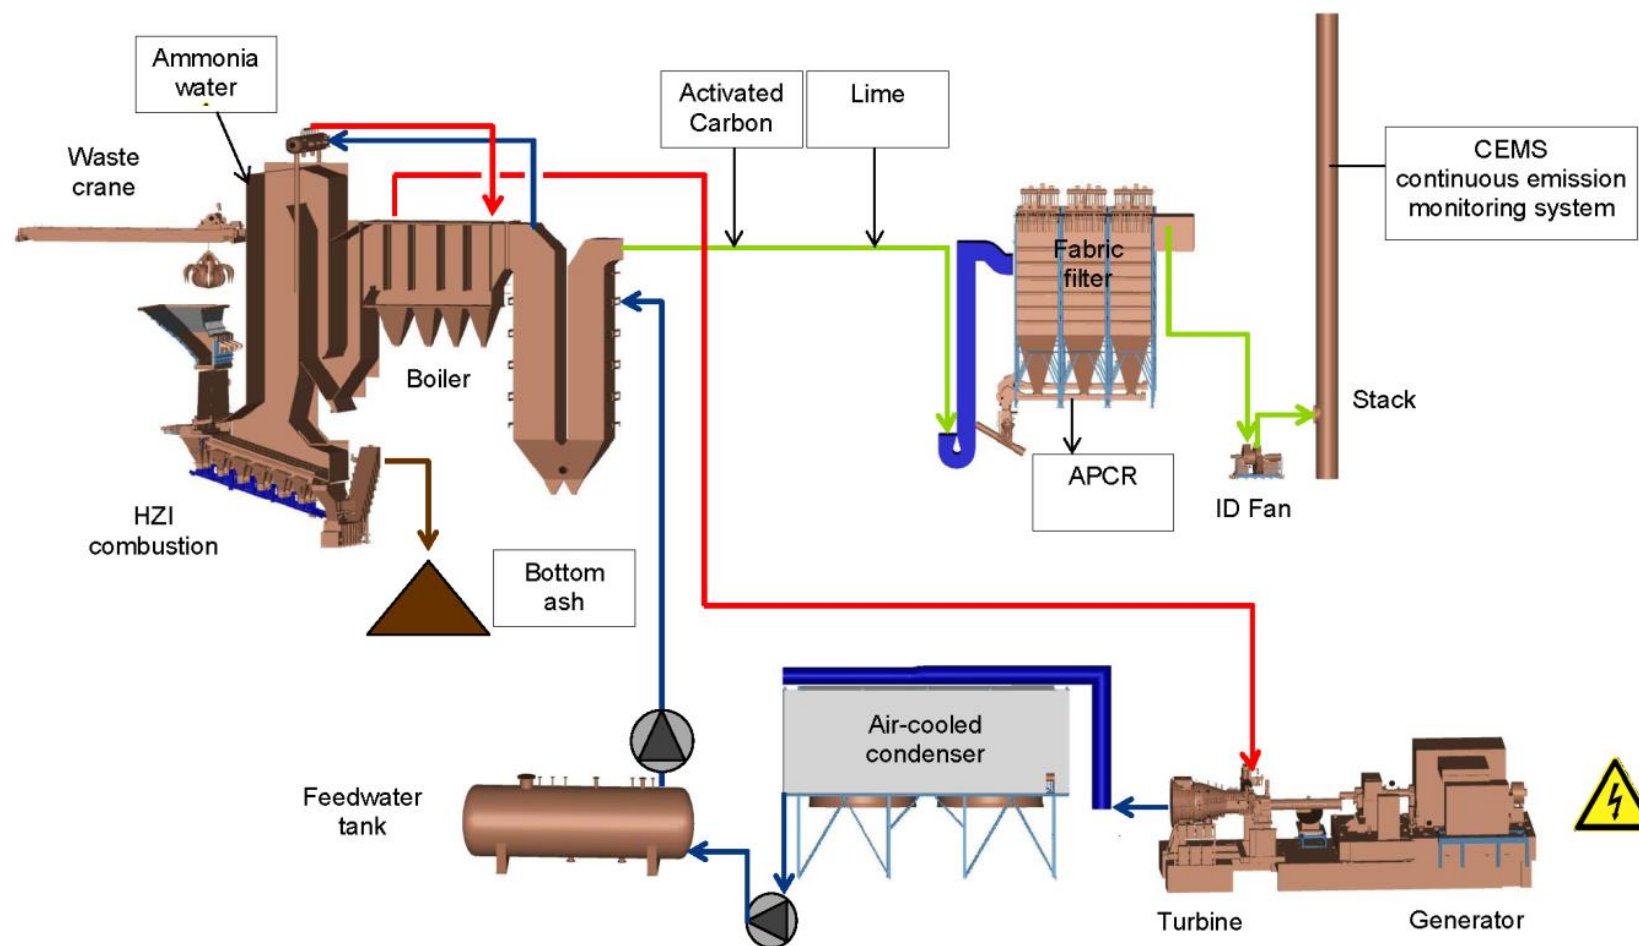 Ammonia
water
Waste
crane
Activated
Carbon
Lime
CEMS
continuous emission
monitoring system
Fabric
filter
Boiler
Stack
APCR
ID Fan
HZI
combustion
Bottom
ash
Air-cooled
condenser
Feedwater
tank
Turbine
Generator